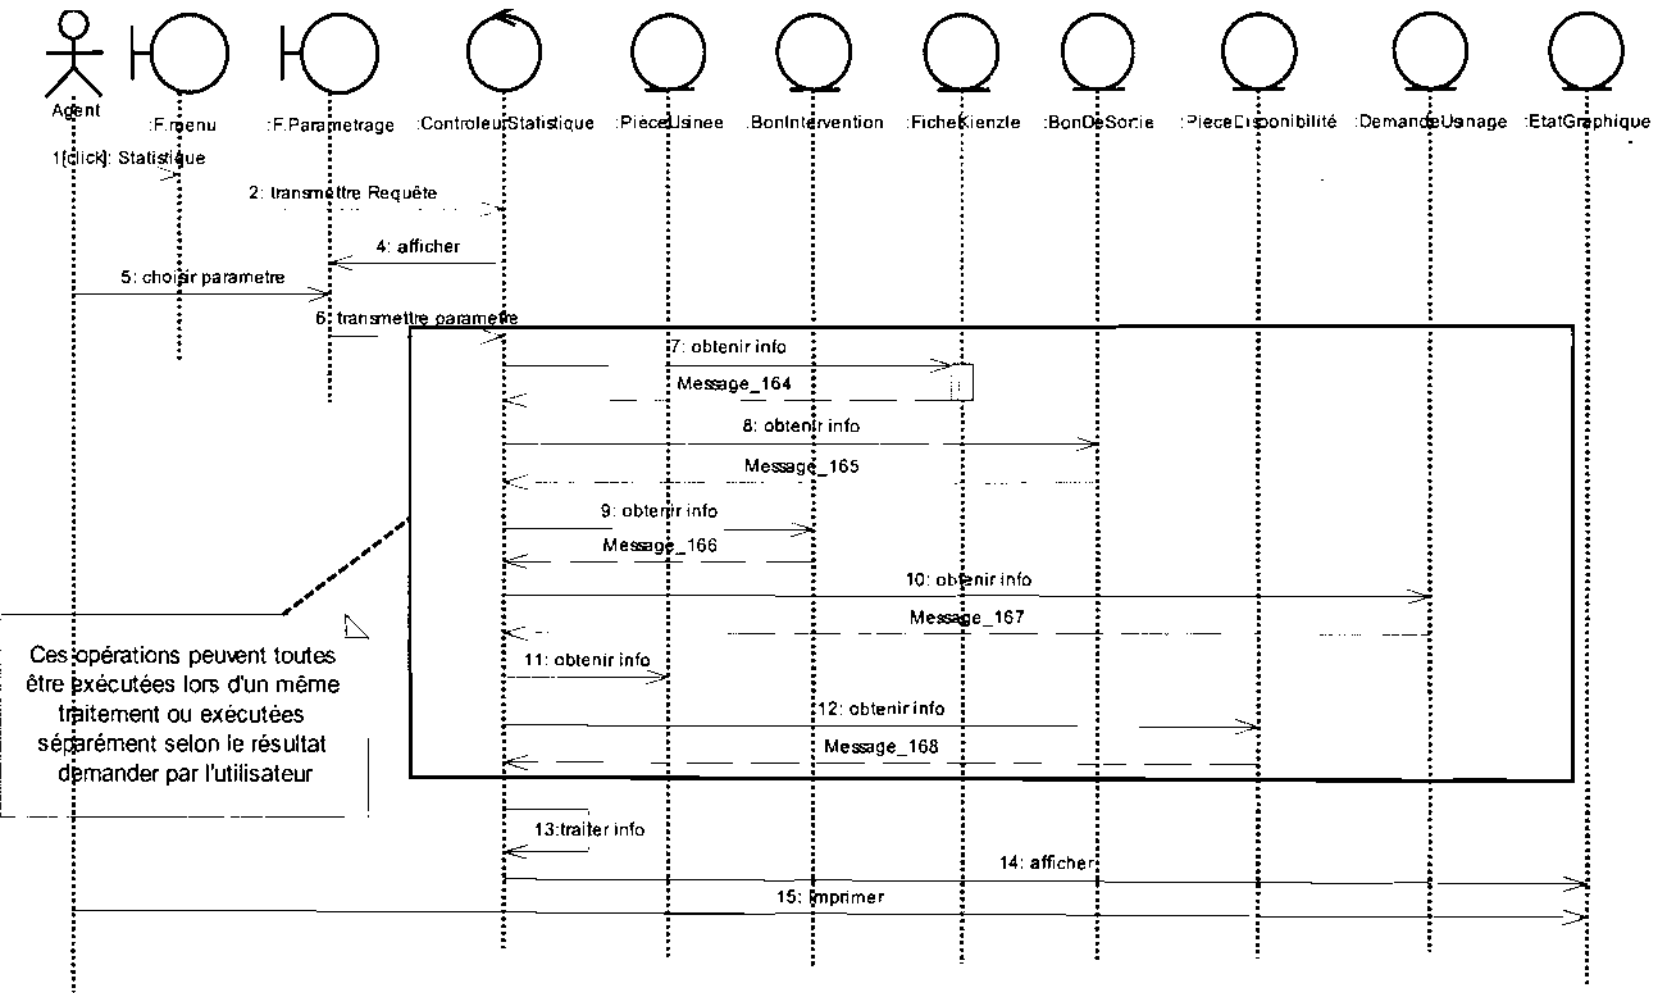 Agent
:F.menu
:F.Parametrage
:ControleurStatistique
:PièceUsinee
:BonIntervention
:FicheKienzle
:BonDeSortie
:PieceDisponibilité
:DemandeUsinage
:EtatGraphique
1[click]: Statistique
2: transmettre Requête
4: afficher
5: choisir parametre
6: transmettre parametre
7: obtenir info
Message_164
8: obtenir info
Message_165
9: obtenir info
Message_166
10: obtenir info
Message_167
11: obtenir info
12: obtenir info
Message_168
Ces opérations peuvent toutes
être exécutées lors d'un même
traitement ou exécutées
séparément selon le résultat
demander par l'utilisateur
13:traiter info
14: afficher
15: imprimer